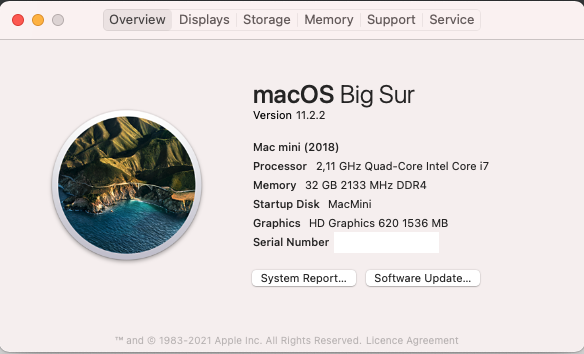 Overview Displays Storage Memory Support Service
macOS Big Sur
Version 11.2.2
Mac mini (2018)
Processor 2,11 GHz Quad-Core Intel Core i7
Memory 32 GB 2133 MHz DDR4
Startup Disk MacMini
Graphics HD Graphics 620 1536 MB
Serial Number
System Report... Software Update...
™ and © 1983-2021 Apple Inc. All Rights Reserved. Licence Agreement